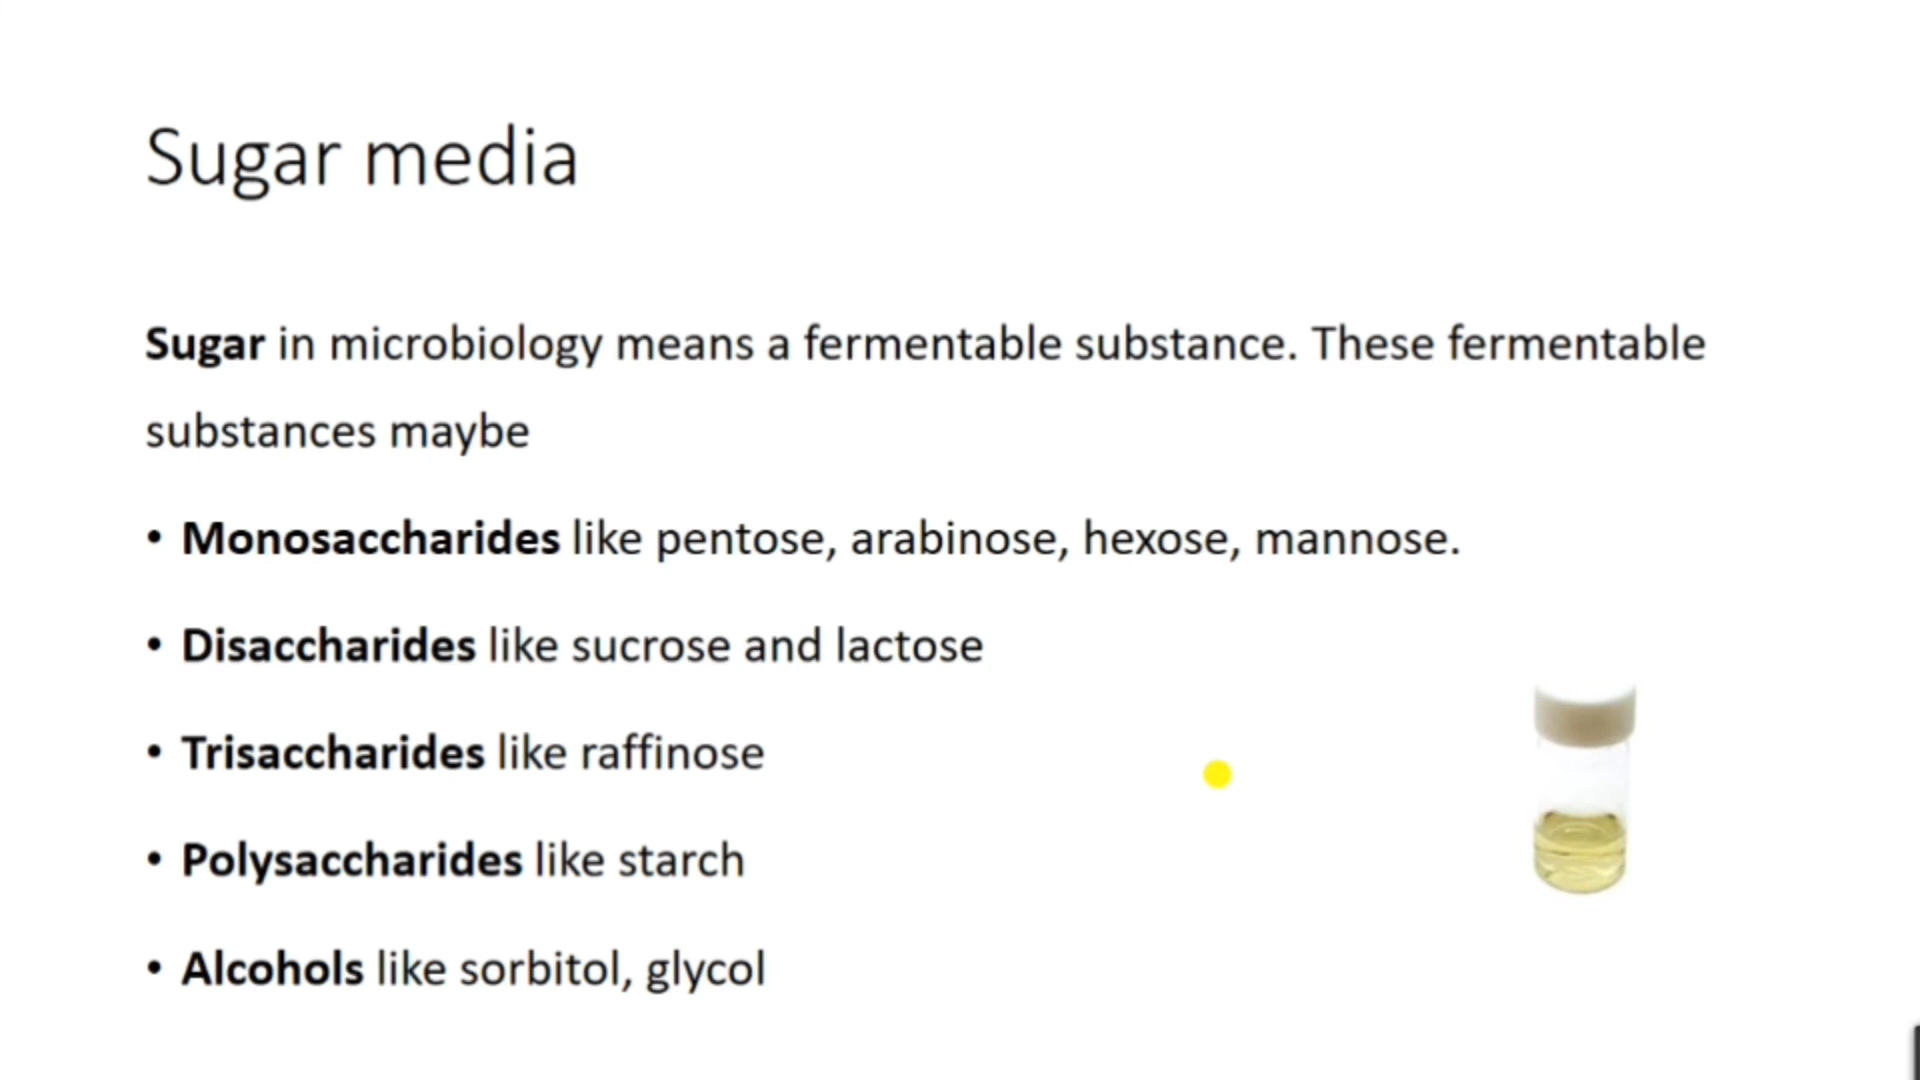 Sugar media
Sugar in microbiology means a fermentable substance. These fermentable
substances maybe
• Monosaccharides like pentose, arabinose, hexose, mannose.
• Disaccharides like sucrose and lactose
• Trisaccharides like raffinose
• Polysaccharides like starch
• Alcohols like sorbitol, glycol